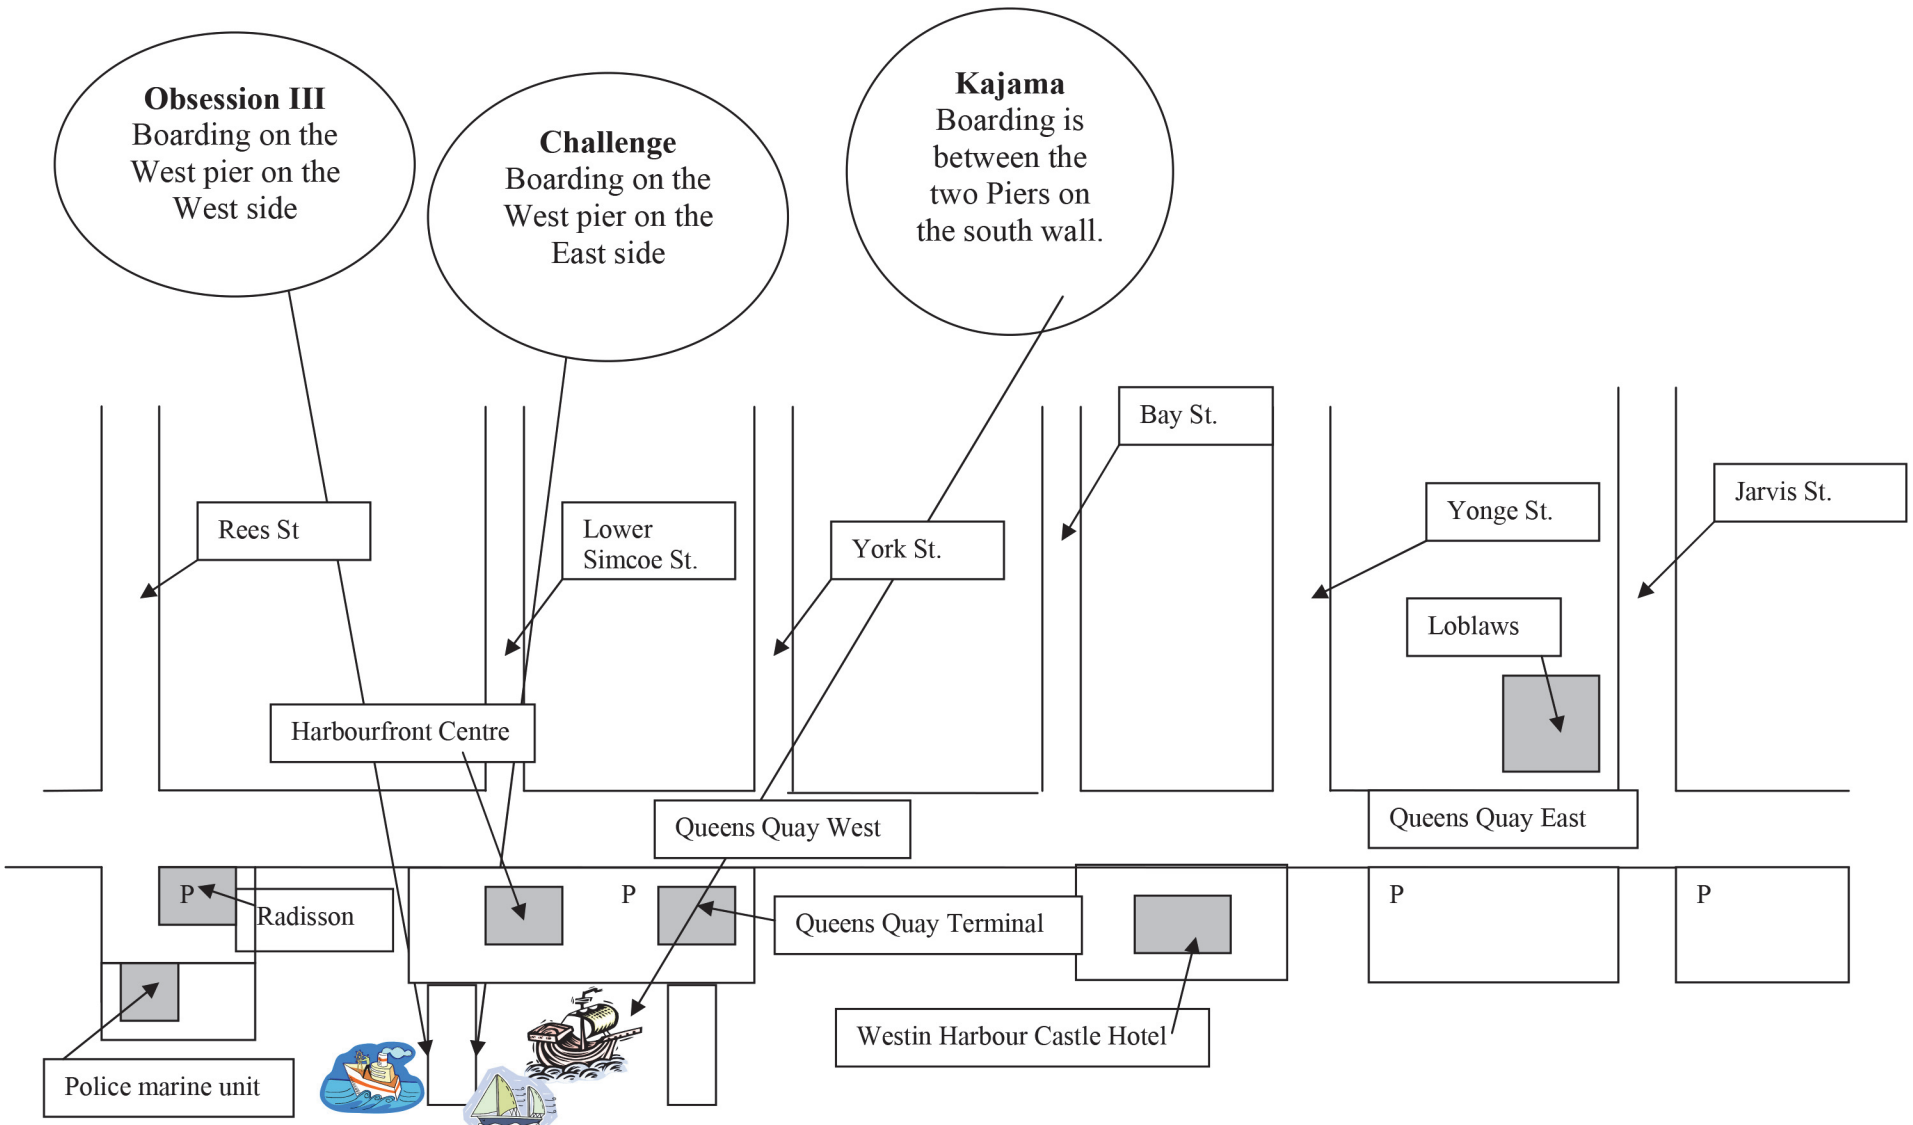 Obsession III
Boarding on the
West pier on the
West side
Challenge
Boarding on the
West pier on the
East side
Kajama
Boarding is
between the
two Piers on
the south wall.
Bay St.
Jarvis St.
Yonge St.
Rees St
Lower
Simcoe St.
York St.
Loblaws
Harbourfront Centre
Queens Quay West
Queens Quay East
P
Radisson
P
Queens Quay Terminal
P
P
Westin Harbour Castle Hotel
Police marine unit